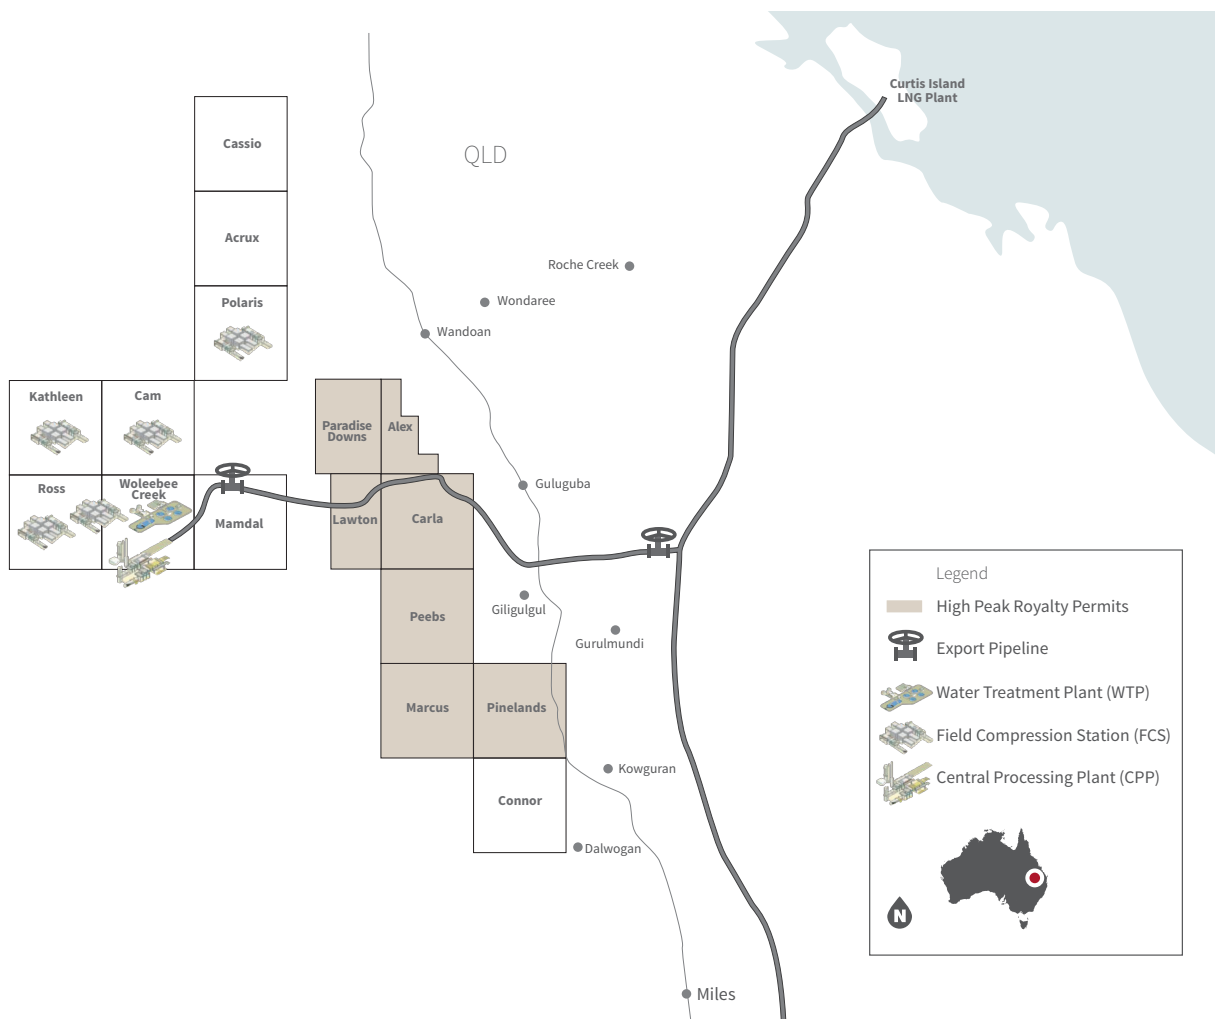 Curtis Island
LNG Plant
Cassio
QLD
Acrux
Roche Creek
Polaris
Wondaree
Wandoan
Kathleen
Cam
Paradise
Downs
Alex
Ross
Woleebee
Creek
Guluguba
Mamdal
Lawton
Carla
Giligulgul
Peebs
Gurulmundi
Marcus
Pinelands
Kowguran
Connor
Dalwogan
Miles
Legend
High Peak Royalty Permits
Export Pipeline
Water Treatment Plant (WTP)
Field Compression Station (FCS)
Central Processing Plant (CPP)
N